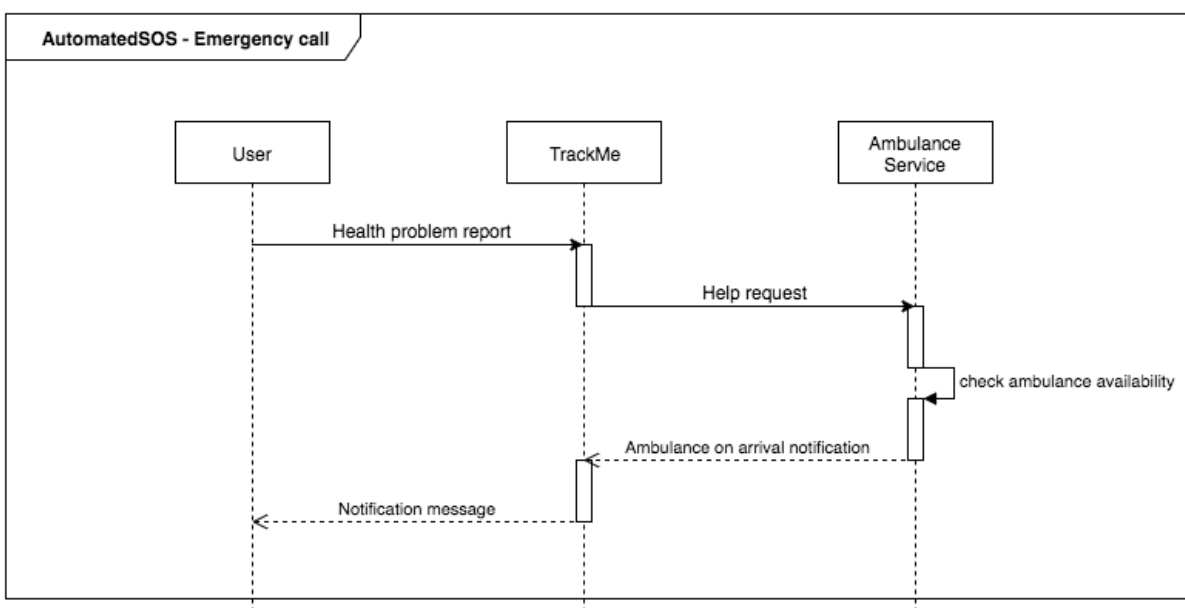 AutomatedSOS - Emergency call
User
TrackMe
Ambulance
Service
Health problem report
Help request
check ambulance availability
Ambulance on arrival notification
Notification message